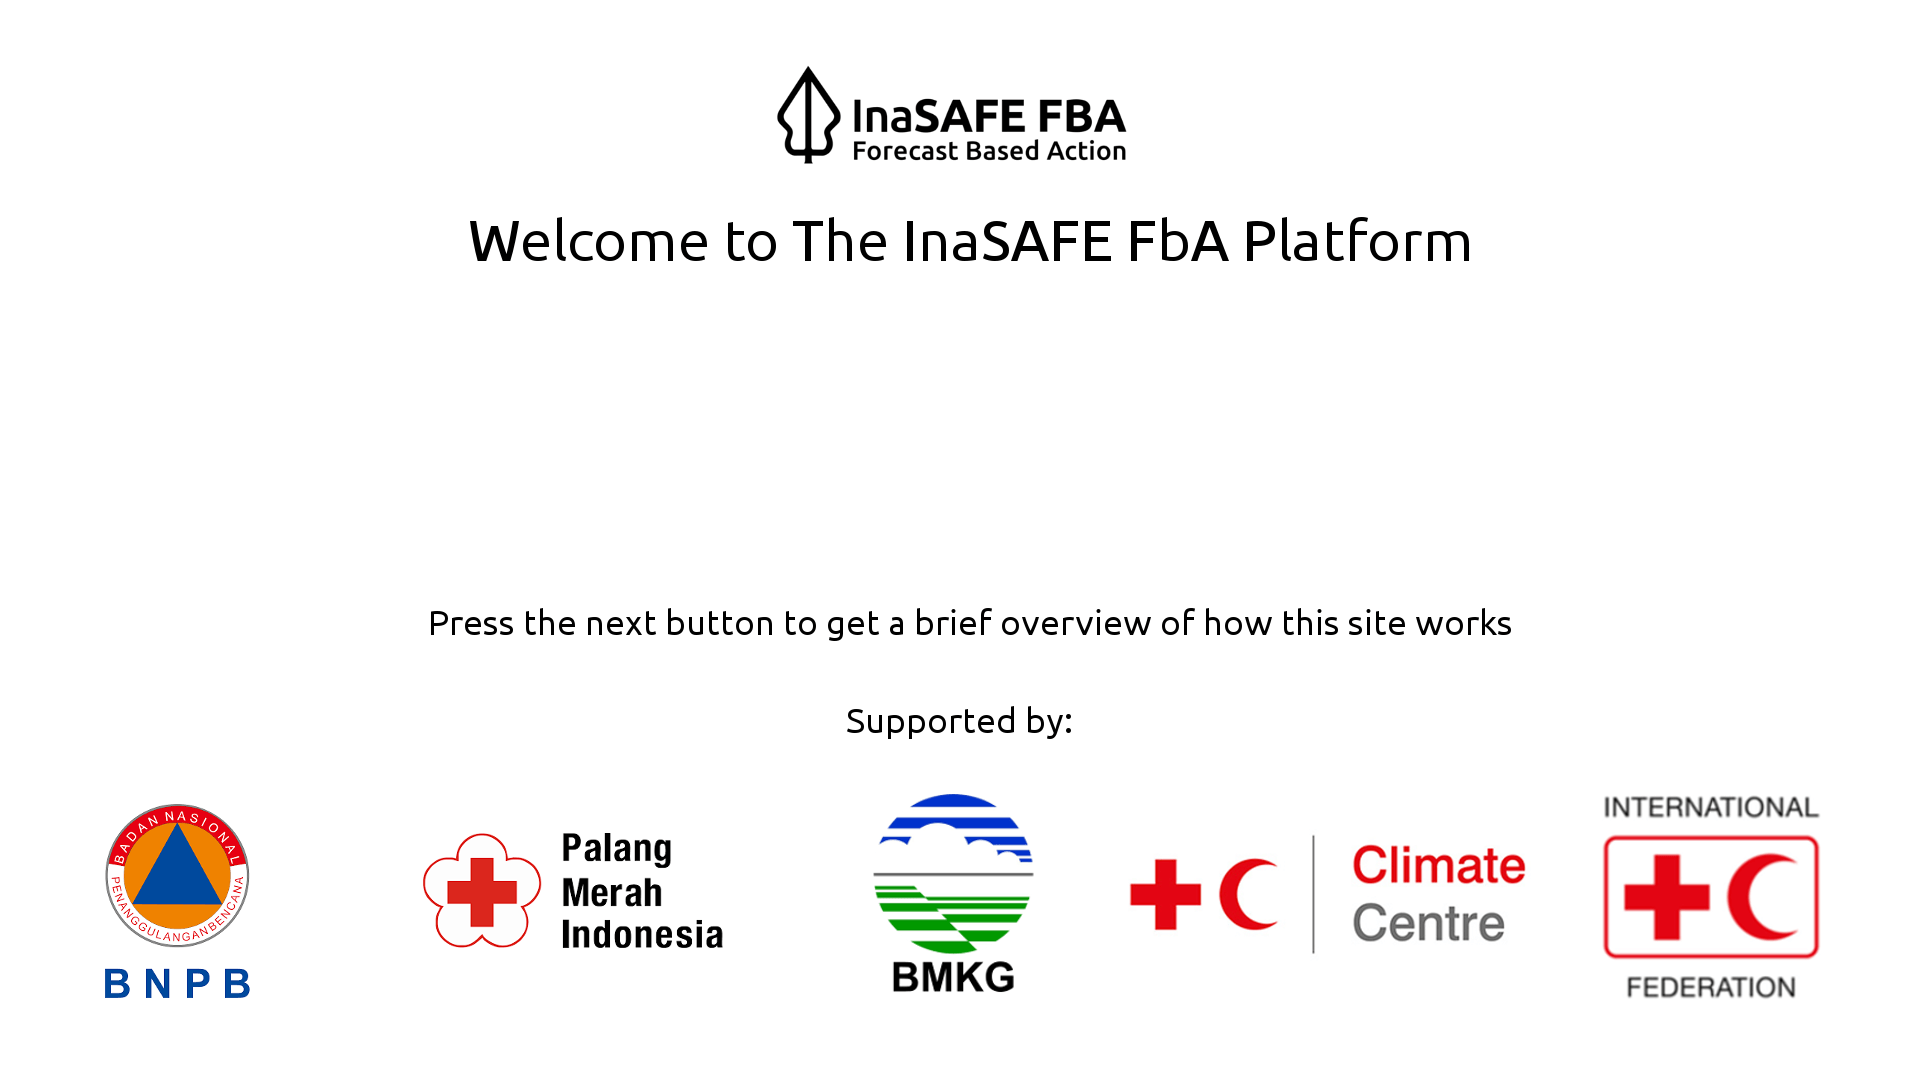 InaSAFE FBA
Forecast Based Action
Welcome to The InaSAFE FbA Platform
Press the next button to get a brief overview of how this site works
Supported by:
BADAN NASIONAL
PENANGGULANGAN BENCANA
BNPB
Palang
Merah
Indonesia
BMKG
Climate
Centre
INTERNATIONAL
FEDERATION